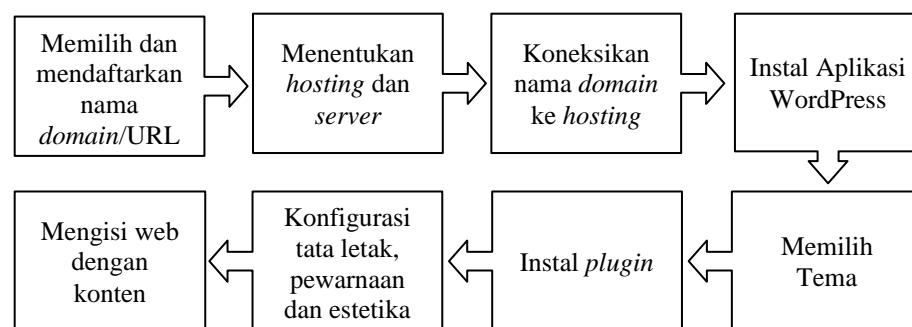 Memilih dan
mendaftarkan
nama
domain/URL
Menentukan
hosting dan
server
Koneksikan
nama domain
ke hosting
Instal Aplikasi
WordPress
Memilih
Tema
Instal plugin
Konfigurasi
tata letak,
pewarnaan
dan estetika
Mengisi web
dengan
konten